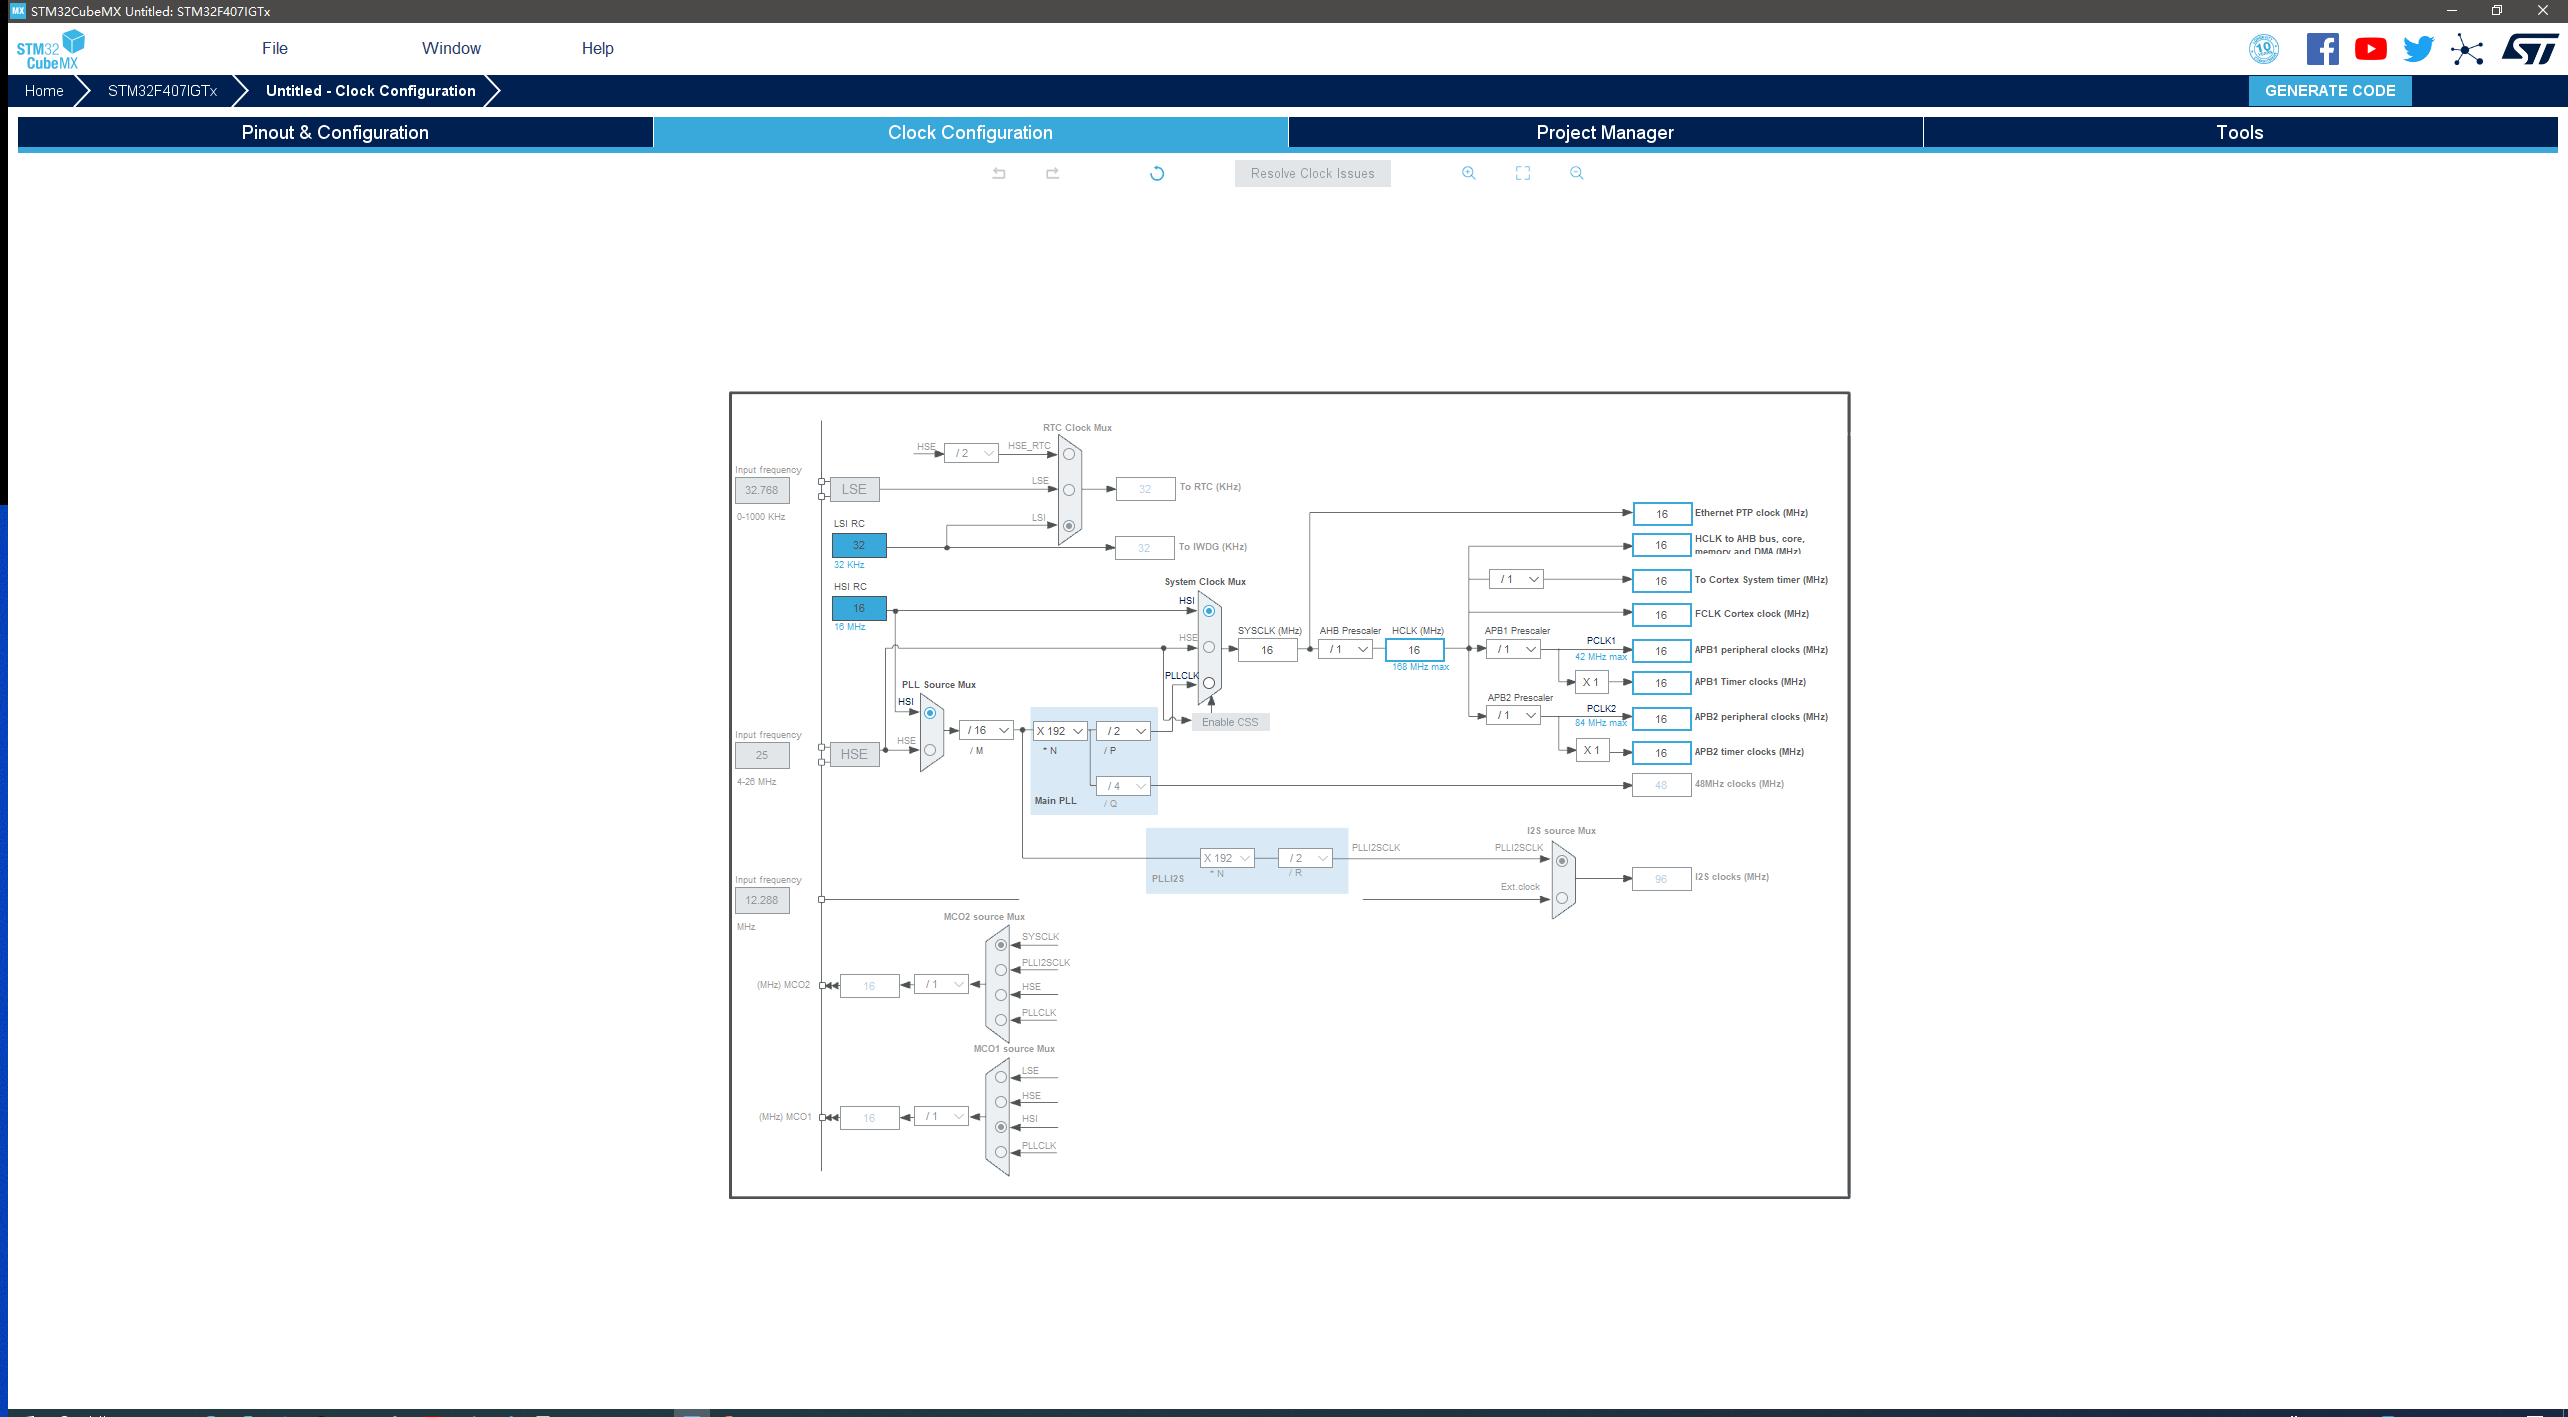 MX STM32CubeMX Untitled: STM32F407IGTx
STM32
CubeMX
File
Window
Help
10
ST
Home
STM32F407IGTx
Untitled - Clock Configuration
GENERATE CODE
Pinout & Configuration
Clock Configuration
Project Manager
Tools
Resolve Clock Issues
RTC Clock Mux
HSE
/ 2
HSE_RTC
Input frequency
32.768
0-1000 KHz
LSE
LSE
32
To RTC (KHz)
LSI RC
32
32 KHz
LSI
32
To IWDG (KHz)
16
Ethernet PTP clock (MHz)
16
HCLK to AHB bus, core,
memory and DMA (MHz)
/ 1
16
To Cortex System timer (MHz)
16
FCLK Cortex clock (MHz)
HSI RC
16
16 MHz
System Clock Mux
HSI
HSE
PLLCLK
SYSCLK (MHz)
16
AHB Prescaler
/ 1
HCLK (MHz)
16
168 MHz max
APB1 Prescaler
/ 1
PCLK1
42 MHz max
16
APB1 peripheral clocks (MHz)
X 1
16
APB1 Timer clocks (MHz)
APB2 Prescaler
/ 1
PCLK2
84 MHz max
16
APB2 peripheral clocks (MHz)
X 1
16
APB2 timer clocks (MHz)
Enable CSS
PLL Source Mux
HSI
HSE
/ 16
/ M
X 192
* N
/ 2
/ P
/ 4
/ Q
Main PLL
48
48MHz clocks (MHz)
Input frequency
25
4-26 MHz
HSE
PLLI2S
X 192
* N
/ 2
/ R
PLLI2SCLK
I2S source Mux
PLLI2SCLK
Ext.clock
96
I2S clocks (MHz)
Input frequency
12.288
MHz
MCO2 source Mux
SYSCLK
PLLI2SCLK
HSE
PLLCLK
(MHz) MCO2
16
/ 1
MCO1 source Mux
LSE
HSE
HSI
PLLCLK
(MHz) MCO1
16
/ 1